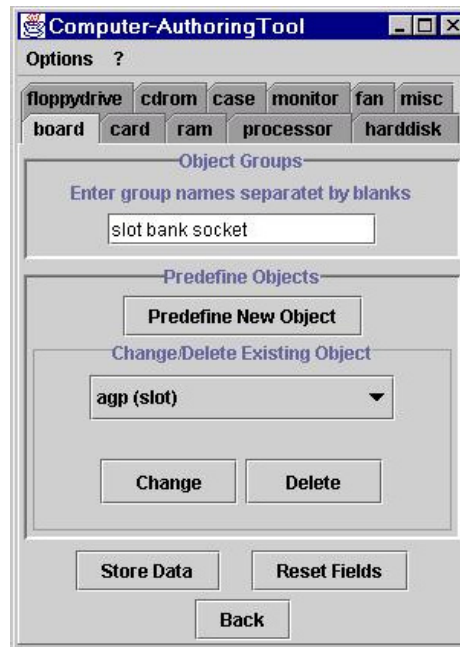 Computer-AuthoringTool
Options ?
floppydrive cdrom case monitor fan misc
board card ram processor harddisk
Object Groups
Enter group names separatet by blanks
slot bank socket
Predefine Objects
Predefine New Object
Change/Delete Existing Object
agp (slot)
Change Delete
Store Data Reset Fields
Back